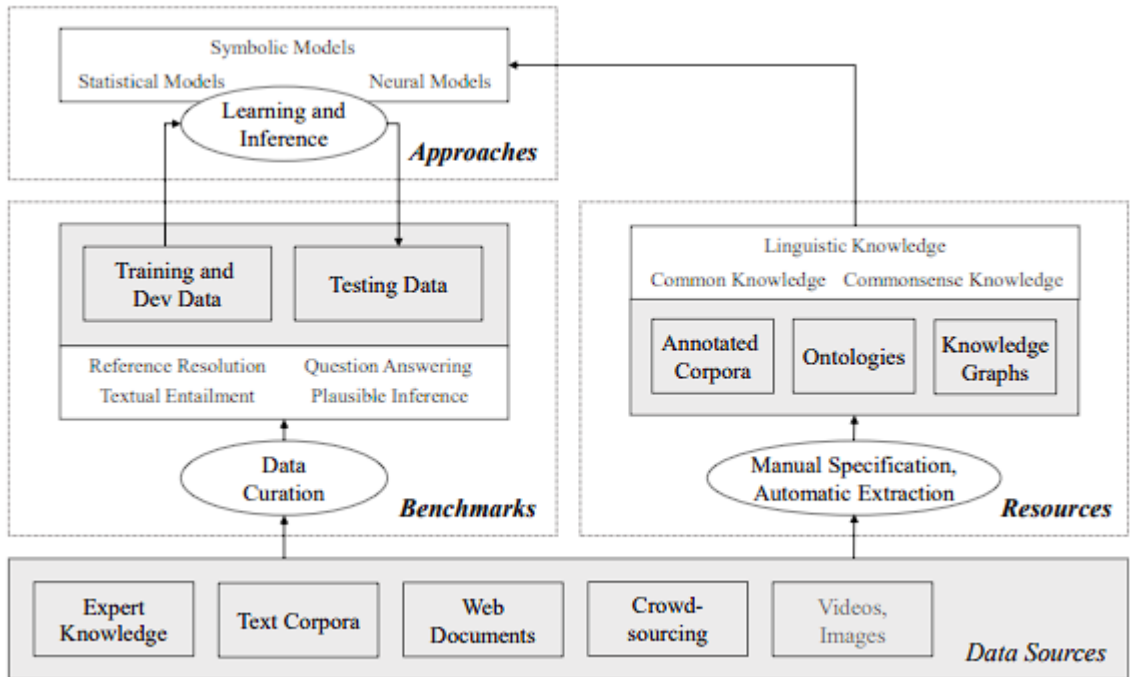 Symbolic Models
Statistical Models
Neural Models
Learning and
Inference
Approaches
Training and
Dev Data
Testing Data
Reference Resolution
Question Answering
Textual Entailment
Plausible Inference
Data
Curation
Benchmarks
Linguistic Knowledge
Common Knowledge
Commonsense Knowledge
Annotated
Corpora
Ontologies
Knowledge
Graphs
Manual Specification,
Automatic Extraction
Resources
Expert
Knowledge
Text Corpora
Web
Documents
Crowd-
sourcing
Videos,
Images
Data Sources